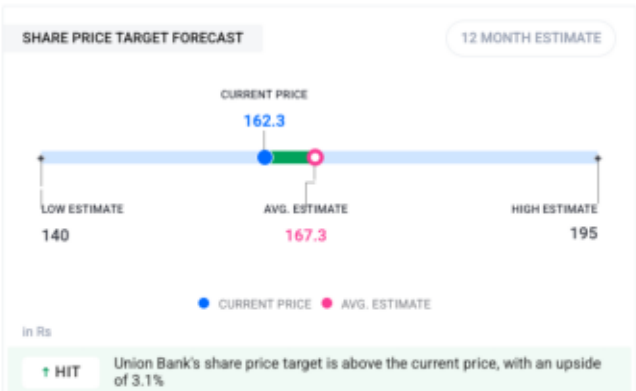 SHARE PRICE TARGET FORECAST
12 MONTH ESTIMATE
CURRENT PRICE
162.3
LOW ESTIMATE
AVG. ESTIMATE
HIGH ESTIMATE
140
167.3
195
CURRENT PRICE
AVG. ESTIMATE
in Rs
↑ HIT
Union Bank's share price target is above the current price, with an upside
of 3.1%